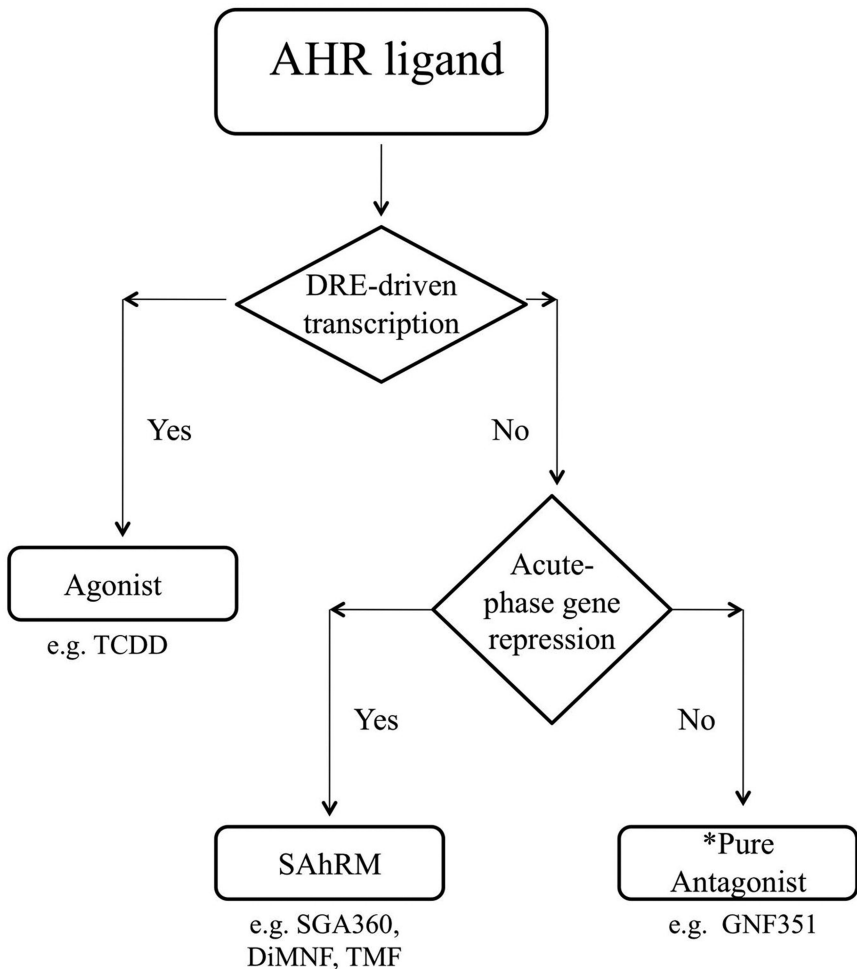 AHR ligand
DRE-driven
transcription
Yes
No
Agonist
e.g. TCDD
Acute-
phase gene
repression
Yes
No
SAhRM
e.g. SGA360,
DiMNF, TMF
*Pure
Antagonist
e.g. GNF351